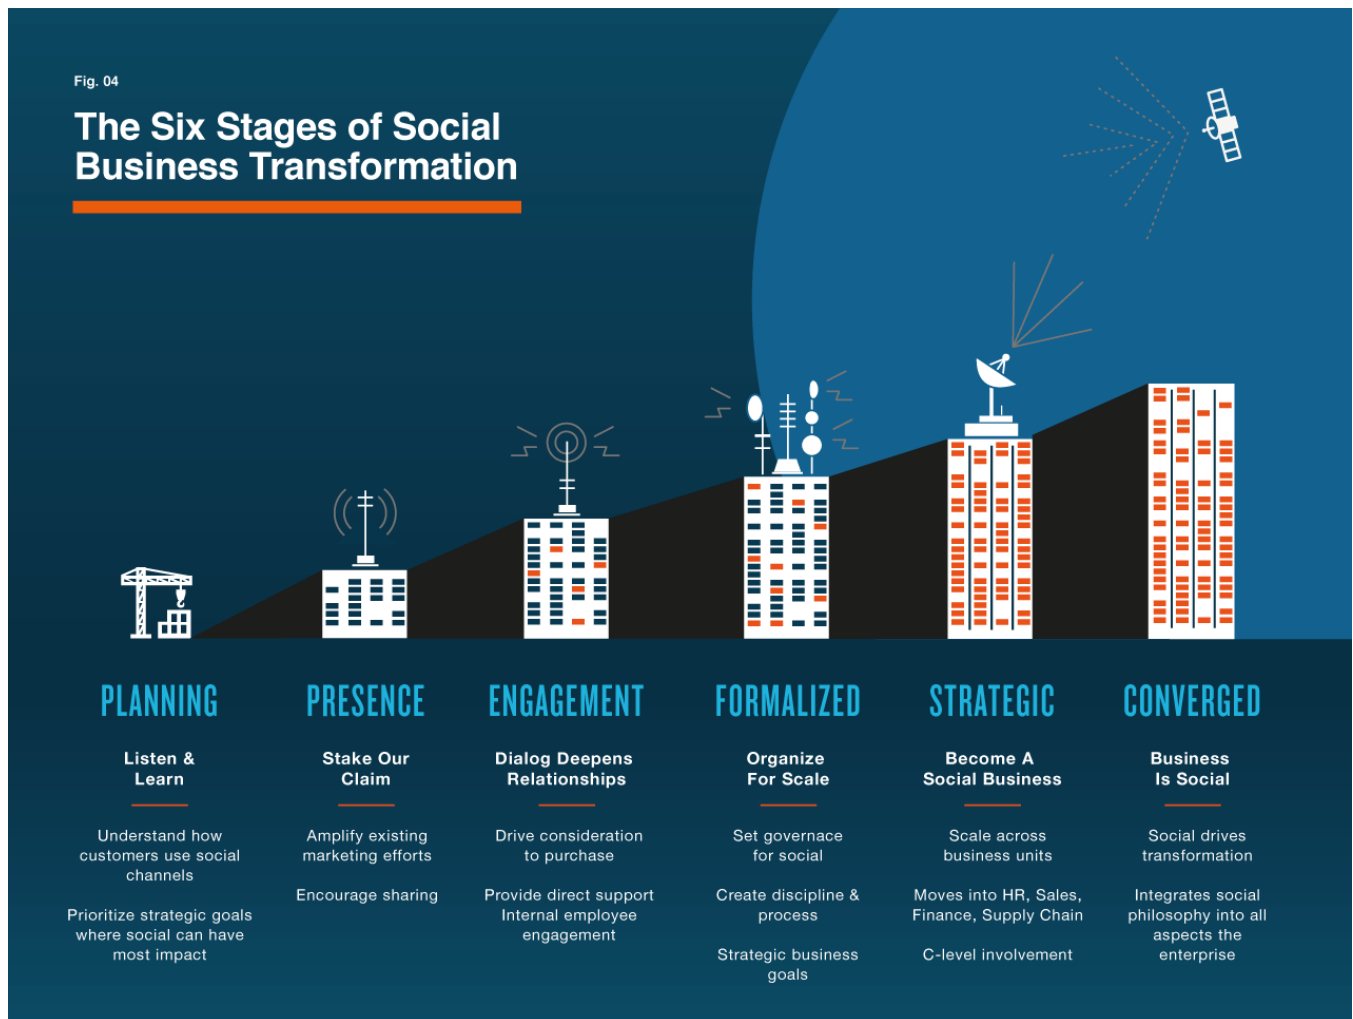 Fig. 04
The Six Stages of Social
Business Transformation
PLANNING
Listen &
Learn
Understand how
customers use social
channels
Prioritize strategic goals
where social can have
most impact
PRESENCE
Stake Our
Claim
Amplify existing
marketing efforts
Encourage sharing
ENGAGEMENT
Dialog Deepens
Relationships
Drive consideration
to purchase
Provide direct support
Internal employee
engagement
FORMALIZED
Organize
For Scale
Set governace
for social
Create discipline &
process
Strategic business
goals
STRATEGIC
Become A
Social Business
Scale across
business units
Moves into HR, Sales,
Finance, Supply Chain
C-level involvement
CONVERGED
Business
Is Social
Social drives
transformation
Integrates social
philosophy into all
aspects the
enterprise